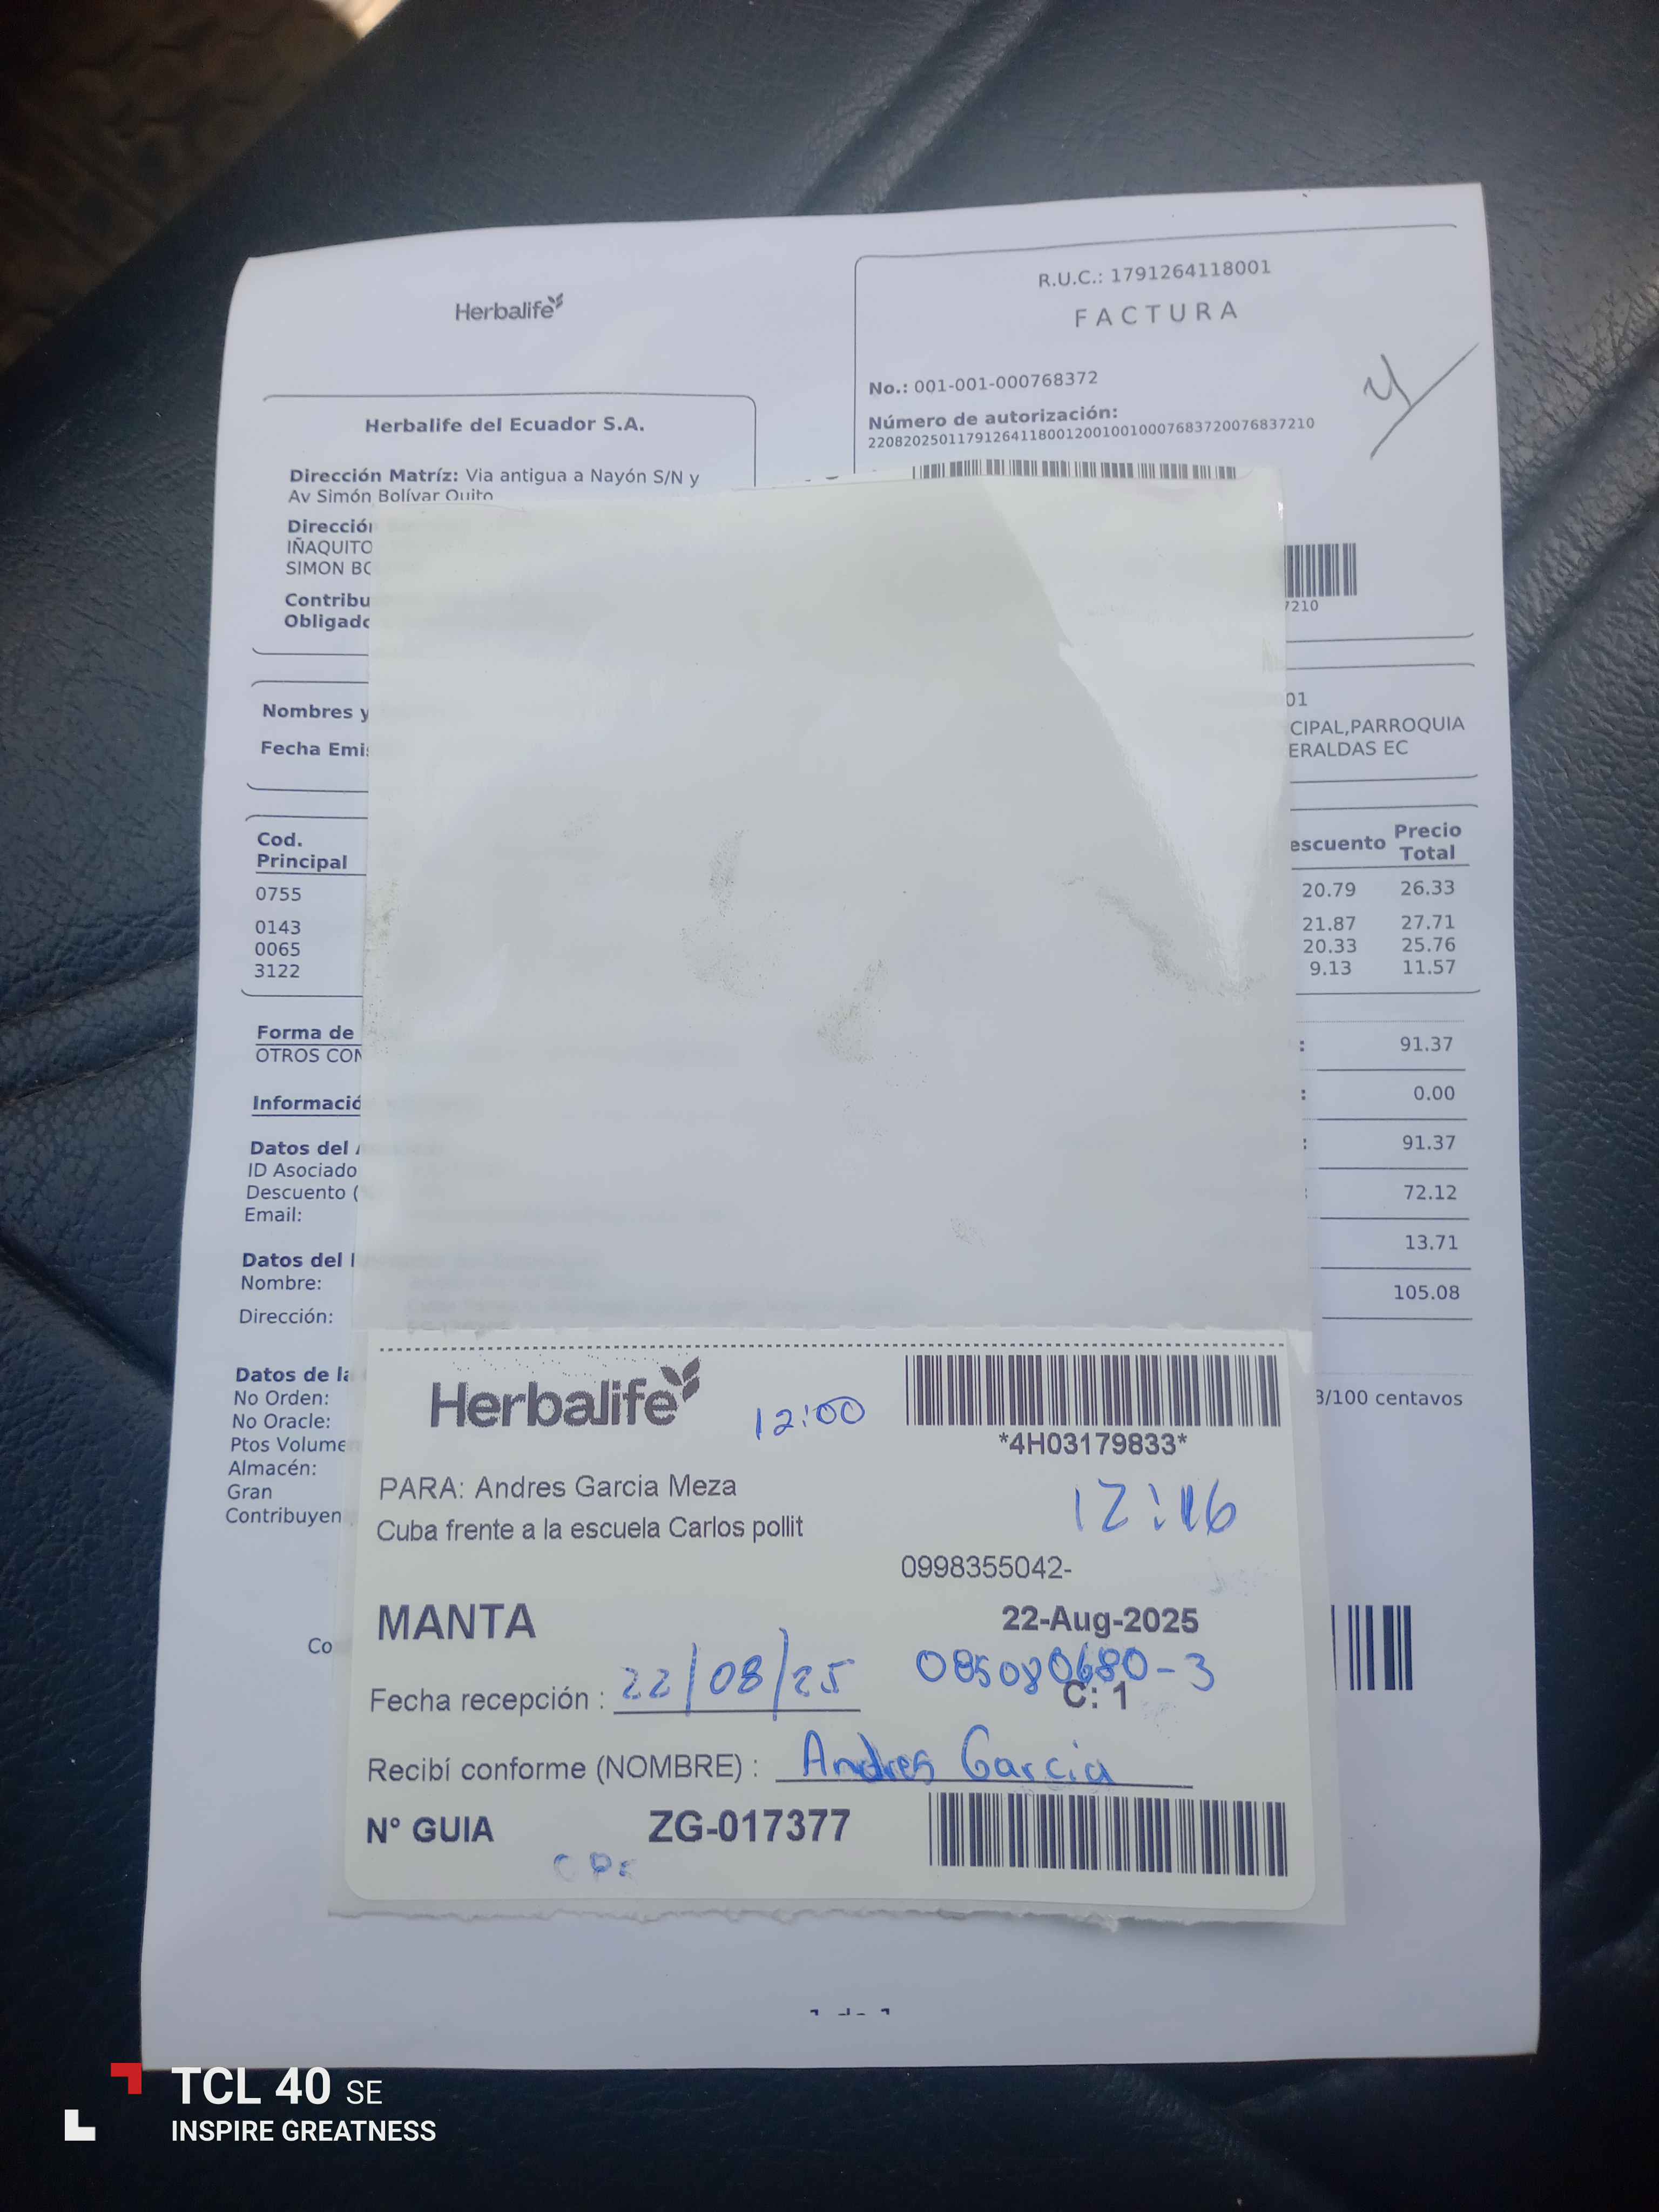 Herbalife
R.U.C.: 1791264118001
FACTURA
No.: 001-001-000768372
Número de autorización:
2208202501179126411800120010010007683720076837210
Herbalife del Ecuador S.A.
Dirección Matríz: Via antigua a Nayón S/N y
Av Simón Bolívar Quito
Dirección
IÑAQUITO
SIMON BO
Contribu
Obligado
7210
Nombres y
Fecha Emis
01
CIPAL,PARROQUIA
ERALDAS EC
Cod.
Principal
escuento
Precio
Total
0755 20.79 26.33
0143 21.87 27.71
0065 20.33 25.76
3122 9.13 11.57
Forma de
OTROS CON
: 91.37
: 0.00
Informació
: 91.37
Datos del
ID Asociado
Descuento (
: 72.12
Email:
13.71
Datos del
Nombre:
105.08
Dirección:
Datos de la
No Orden:
3/100 centavos
No Oracle:
Ptos Volume
Almacén:
Gran
Contribuyen
Co
Herbalife
12:00
*4H03179833*
PARA: Andres Garcia Meza
12:16
Cuba frente a la escuela Carlos pollit
0998355042-
MANTA
22-Aug-2025
Fecha recepción : 22/08/25
C: 1
Recibí conforme (NOMBRE) : Andres Garcia
N° GUIA ZG-017377
TCL 40 SE
INSPIRE GREATNESS